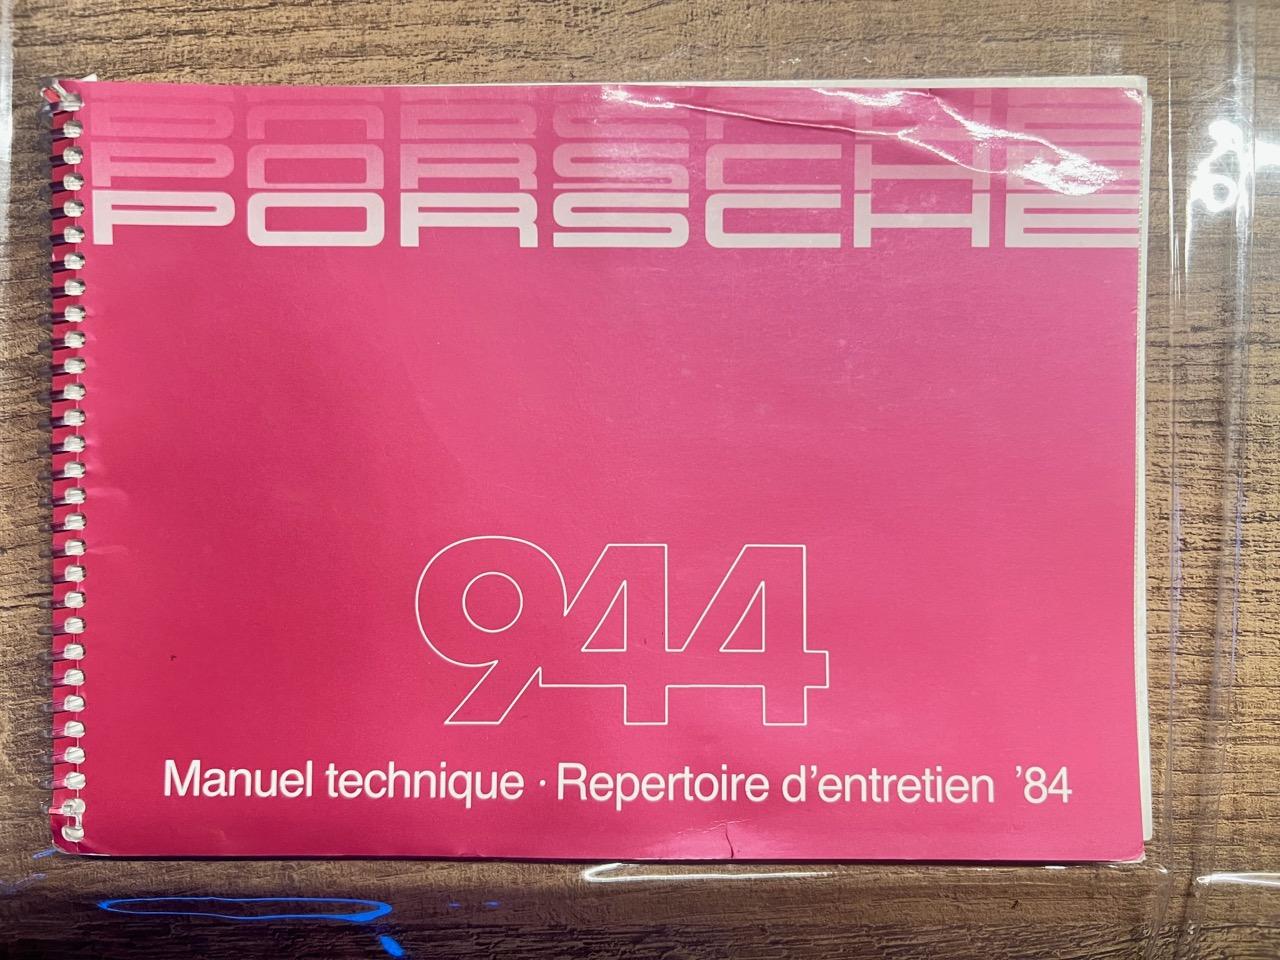 PORSCHE
PORSCHE
PORSCHE
944
Manuel technique · Repertoire d'entretien '84